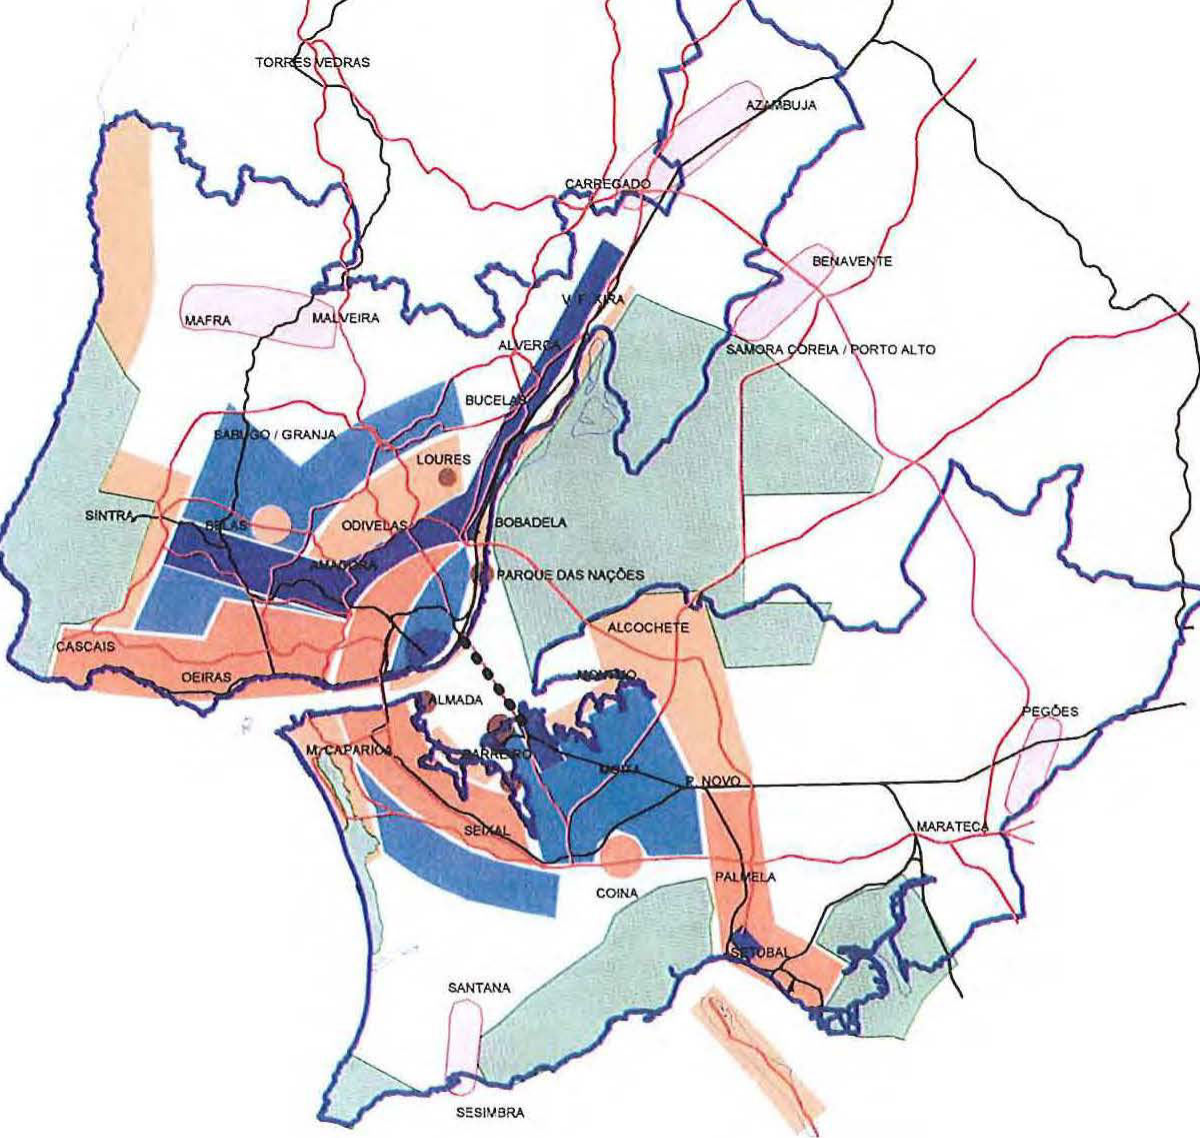 TORRES VEDRAS
AZAMBUJA
CARREGADO
BENAVENTE
V. F. XIRA
MAFRA
MALVEIRA
ALVERCA
SAMORA COREIA / PORTO ALTO
BUCELAS
SABUGO / GRANJA
LOURES
SINTRA
BELAS
ODIVELAS
BOBADELA
AMADORA
PARQUE DAS NAÇÕES
ALCOCHETE
CASCAIS
OEIRAS
MONTIJO
ALMADA
PEGÕES
M. CAPARICA
BARREIRO
MOITA
P. NOVO
SEIXAL
MARATECA
PALMELA
COINA
SETÚBAL
SANTANA
SESIMBRA